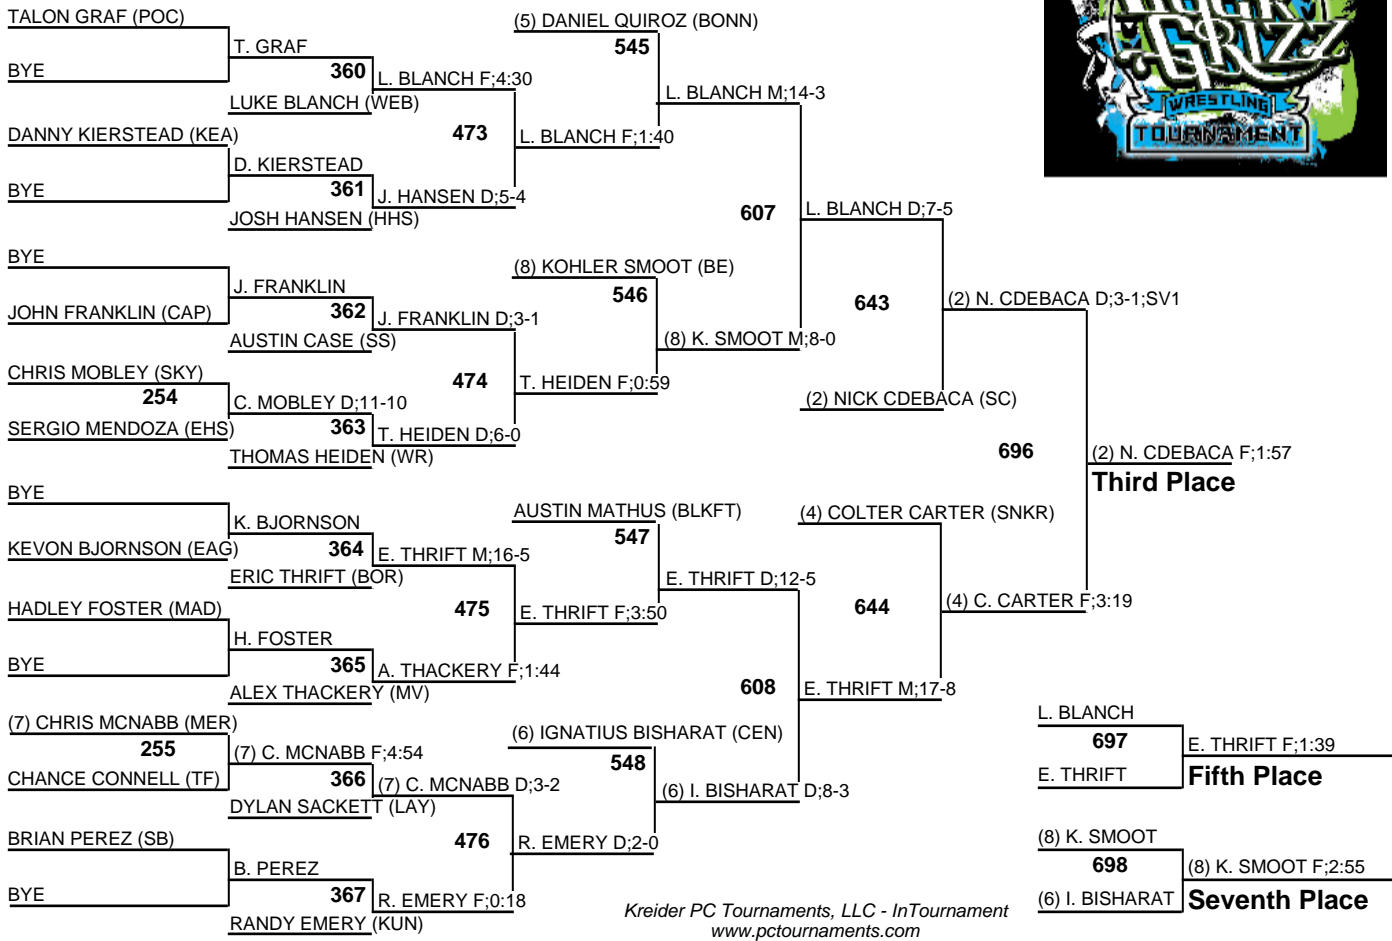 TALON GRAF (POC)
BYE
T. GRAF
360
LUKE BLANCH (WEB)
L. BLANCH F;4:30
DANNY KIERSTEAD (KEA)
BYE
D. KIERSTEAD
361
JOSH HANSEN (HHS)
J. HANSEN D;5-4
473
L. BLANCH F;1:40
(5) DANIEL QUIROZ (BONN)
545
L. BLANCH M;14-3
BYE
JOHN FRANKLIN (CAP)
J. FRANKLIN
362
AUSTIN CASE (SS)
J. FRANKLIN D;3-1
CHRIS MOBLEY (SKY)
254
SERGIO MENDOZA (EHS)
C. MOBLEY D;11-10
363
THOMAS HEIDEN (WR)
T. HEIDEN D;6-0
474
T. HEIDEN F;0:59
(8) KOHLER SMOOT (BE)
546
(8) K. SMOOT M;8-0
607
L. BLANCH D;7-5
643
(2) NICK CDEBACA (SC)
(2) N. CDEBACA D;3-1;SV1
BYE
KEVON BJORNSON (EAG)
K. BJORNSON
364
ERIC THRIFT (BOR)
E. THRIFT M;16-5
HADLEY FOSTER (MAD)
BYE
H. FOSTER
365
ALEX THACKERY (MV)
A. THACKERY F;1:44
475
E. THRIFT F;3:50
AUSTIN MATHUS (BLKFT)
547
E. THRIFT D;12-5
(7) CHRIS MCNABB (MER)
255
CHANCE CONNELL (TF)
(7) C. MCNABB F;4:54
366
DYLAN SACKETT (LAY)
(7) C. MCNABB D;3-2
BRIAN PEREZ (SB)
BYE
B. PEREZ
367
RANDY EMERY (KUN)
R. EMERY F;0:18
476
R. EMERY D;2-0
(6) IGNATIUS BISHARAT (CEN)
548
(6) I. BISHARAT D;8-3
608
E. THRIFT M;17-8
(4) COLTER CARTER (SNKR)
644
(4) C. CARTER F;3:19
696
(2) N. CDEBACA F;1:57
Third Place
L. BLANCH
697
E. THRIFT
E. THRIFT F;1:39
Fifth Place
(8) K. SMOOT
698
(6) I. BISHARAT
(8) K. SMOOT F;2:55
Seventh Place
GRIZZ
WRESTLING
TOURNAMENT
Kreider PC Tournaments, LLC - InTournament
www.pctournaments.com